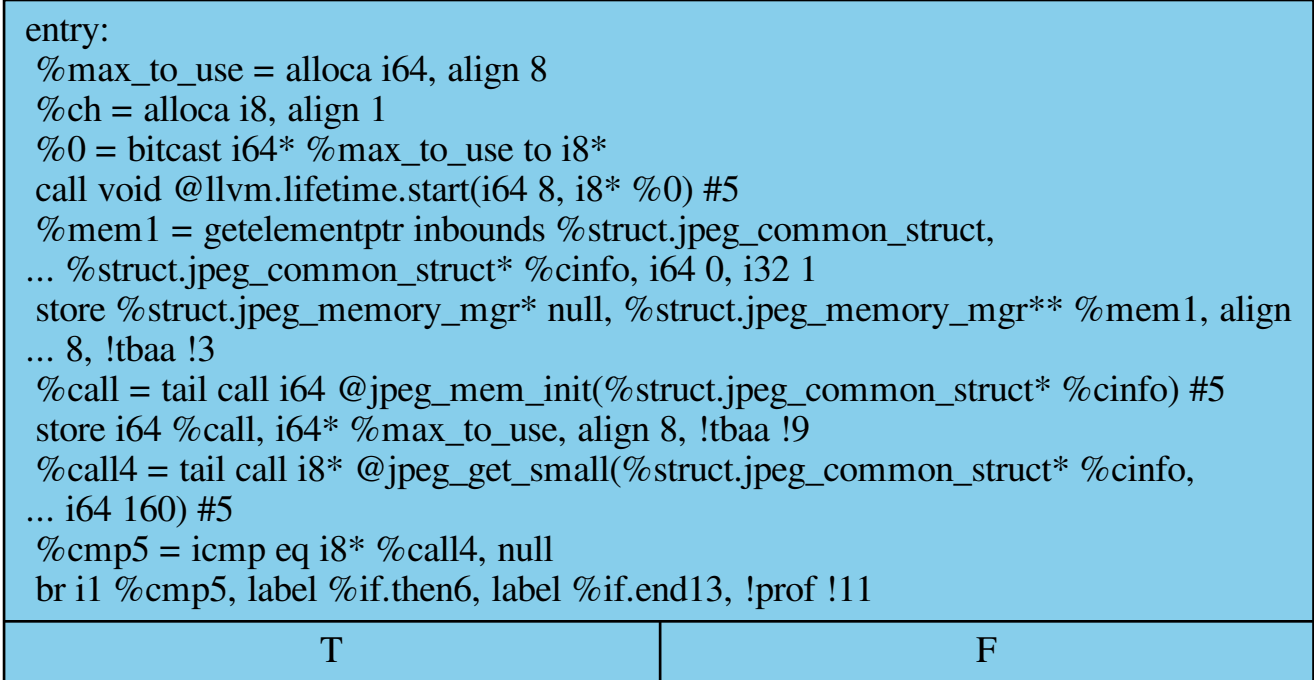 entry:
%max_to_use = alloca i64, align 8
%ch = alloca i8, align 1
%0 = bitcast i64* %max_to_use to i8*
call void @llvm.lifetime.start(i64 8, i8* %0) #5
%mem1 = getelementptr inbounds %struct.jpeg_common_struct,
... %struct.jpeg_common_struct* %cinfo, i64 0, i32 1
store %struct.jpeg_memory_mgr* null, %struct.jpeg_memory_mgr** %mem1, align
... 8, !tbaa !3
%call = tail call i64 @jpeg_mem_init(%struct.jpeg_common_struct* %cinfo) #5
store i64 %call, i64* %max_to_use, align 8, !tbaa !9
%call4 = tail call i8* @jpeg_get_small(%struct.jpeg_common_struct* %cinfo,
... i64 160) #5
%cmp5 = icmp eq i8* %call4, null
br i1 %cmp5, label %if.then6, label %if.end13, !prof !11
T F